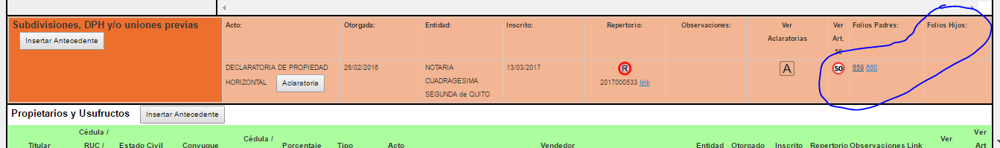 Subdivisiones, DPH y/o uniones previas
Insertar Antecedente
Acto: Otorgada: Entidad: Inscrito: Repertorio: Observaciones: Ver Aclaratorias Ver Art. 50 Folios Padres: Folios Hijos:
DECLARATORIA DE PROPIEDAD
HORIZONTAL Aclaratoria
26/02/2016
NOTARIA
CUADRAGESIMA
SEGUNDA de QUITO
13/03/2017
R
2017000533 link
A
50
659 660
Propietarios y Usufructos Insertar Antecedente
Titular
Cédula /
RUC /
Estado Civil
Conyugue
Cédula /
Porcentaje
Tipo
Acto
Vendedor
Entidad
Otorgado
Inscrito
Repertorio
Observaciones
Link
Ver
Ver
Art